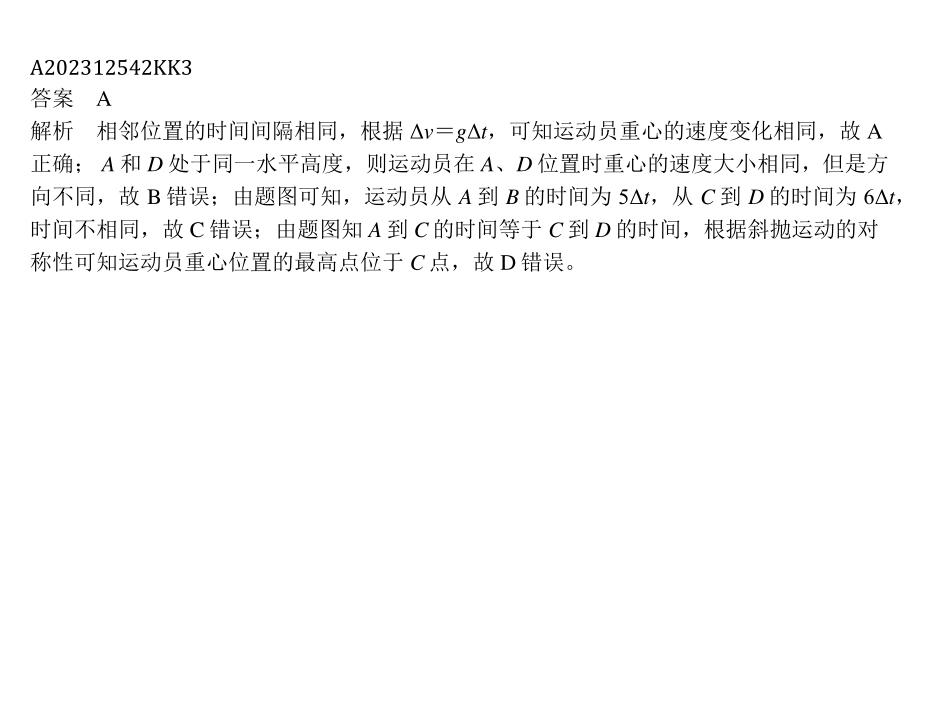 A202312542KK3
答案 A
解析 相邻位置的时间间隔相同，根据 Δv＝gΔt，可知运动员重心的速度变化相同，故 A
正确； A 和 D 处于同一水平高度，则运动员在 A、D 位置时重心的速度大小相同，但是方
向不同，故 B 错误；由题图可知，运动员从 A 到 B 的时间为 5Δt，从 C 到 D 的时间为 6Δt，
时间不相同，故 C 错误；由题图知 A 到 C 的时间等于 C 到 D 的时间，根据斜抛运动的对
称性可知运动员重心位置的最高点位于 C 点，故 D 错误。